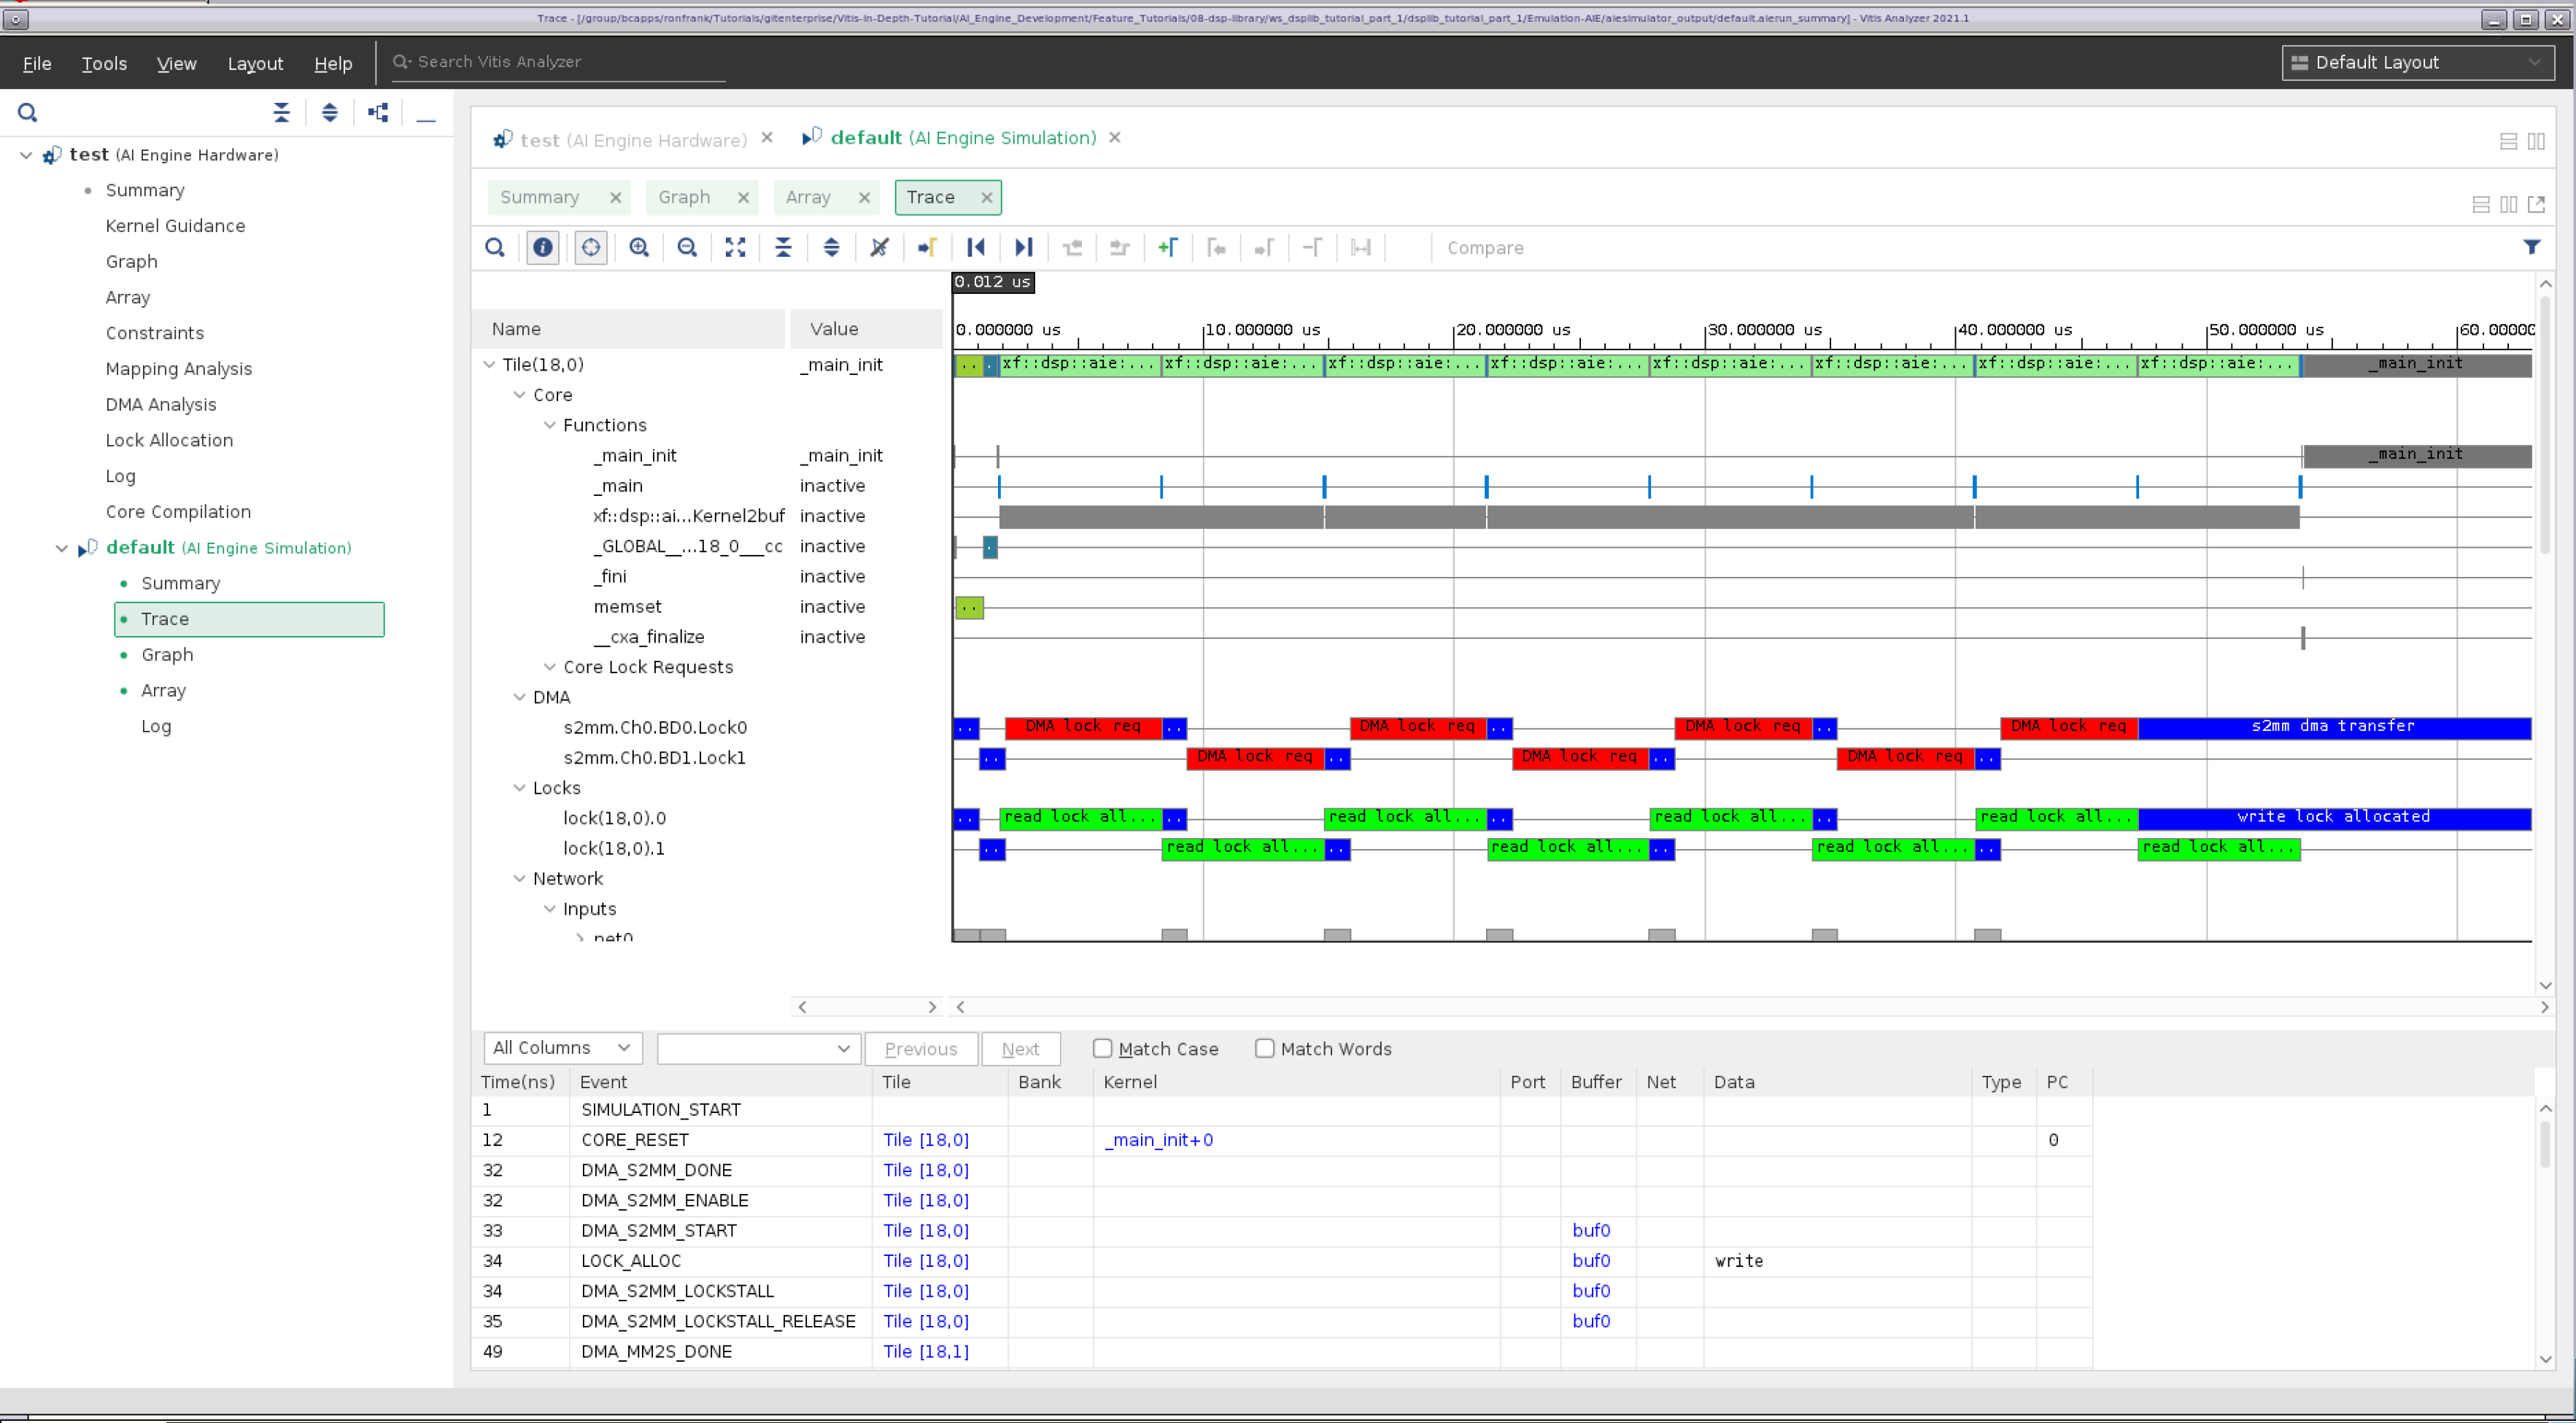 Trace - [/group/bcapps/ronfrank/Tutorials/gitenterprise/Vitis-In-Depth-Tutorial/AI_Engine_Development/Feature_Tutorials/08-dsp-library/ws_dsplib_tutorial_part_1/dsplib_tutorial_part_1/Emulation-AIE/aiesimulator_output/default.aierun_summary] - Vitis Analyzer 2021.1
File Tools View Layout Help Search Vitis Analyzer Default Layout
test (AI Engine Hardware)
Summary
Kernel Guidance
Graph
Array
Constraints
Mapping Analysis
DMA Analysis
Lock Allocation
Log
Core Compilation
default (AI Engine Simulation)
Summary
Trace
Graph
Array
Log
test (AI Engine Hardware) default (AI Engine Simulation)
Summary Graph Array Trace
Compare
0.012 us
Name Value 0.000000 us 10.000000 us 20.000000 us 30.000000 us 40.000000 us 50.000000 us 60.00000
Tile(18,0) _main_init .. . xf::dsp::aie:... xf::dsp::aie:... xf::dsp::aie:... xf::dsp::aie:... xf::dsp::aie:... xf::dsp::aie:... xf::dsp::aie:... xf::dsp::aie:... _main_init
Core
Functions
_main_init _main_init _main_init
_main inactive
xf::dsp::ai...Kernel2buf inactive
_GLOBAL__...18_0___cc inactive .
_fini inactive
memset inactive ..
__cxa_finalize inactive
Core Lock Requests
DMA
s2mm.Ch0.BD0.Lock0 .. DMA lock req .. DMA lock req .. DMA lock req .. DMA lock req s2mm dma transfer
s2mm.Ch0.BD1.Lock1 .. DMA lock req .. DMA lock req .. DMA lock req ..
Locks
lock(18,0).0 .. read lock all... .. read lock all... .. read lock all... .. read lock all... write lock allocated
lock(18,0).1 .. read lock all... .. read lock all... .. read lock all... .. read lock all...
Network
Inputs
net0
All Columns Previous Next Match Case Match Words
Time(ns) Event Tile Bank Kernel Port Buffer Net Data Type PC
1 SIMULATION_START
12 CORE_RESET Tile [18,0] _main_init+0 0
32 DMA_S2MM_DONE Tile [18,0]
32 DMA_S2MM_ENABLE Tile [18,0]
33 DMA_S2MM_START Tile [18,0] buf0
34 LOCK_ALLOC Tile [18,0] buf0 write
34 DMA_S2MM_LOCKSTALL Tile [18,0] buf0
35 DMA_S2MM_LOCKSTALL_RELEASE Tile [18,0] buf0
49 DMA_MM2S_DONE Tile [18,1]